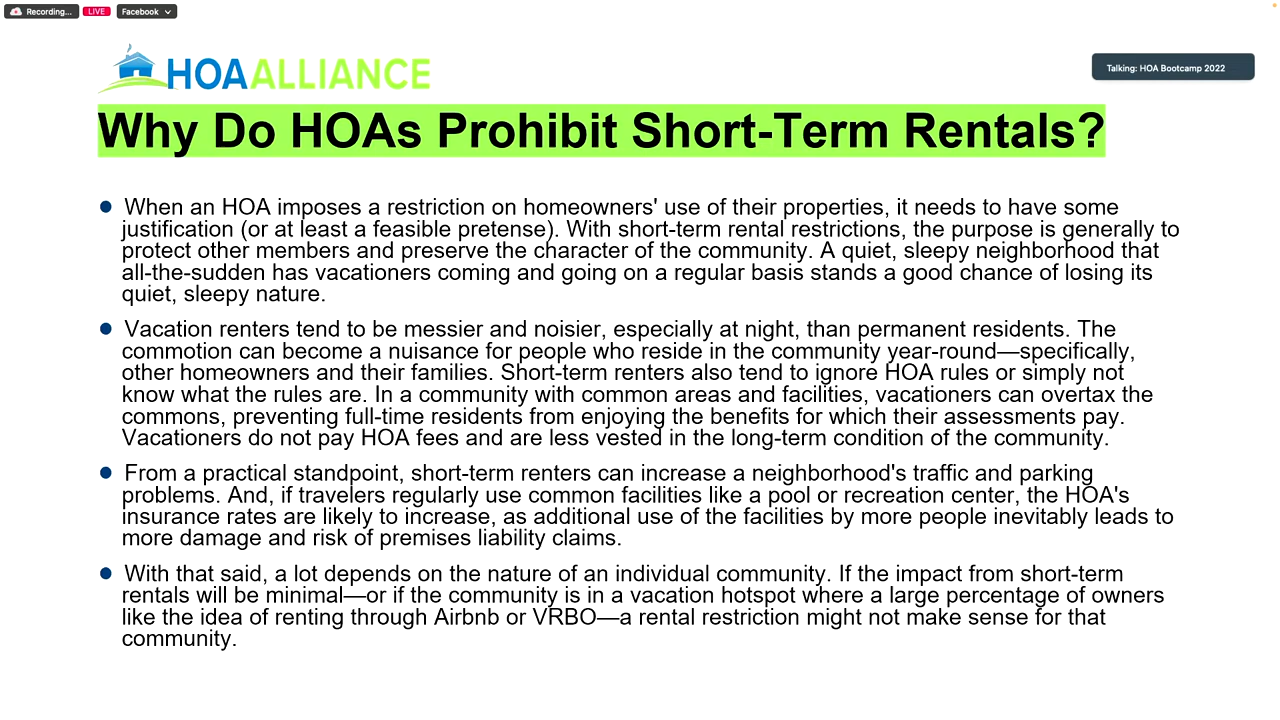 Recording...
LIVE
Facebook
HOAALLIANCE
Talking: HOA Bootcamp 2022
Why Do HOAs Prohibit Short-Term Rentals?
● When an HOA imposes a restriction on homeowners' use of their properties, it needs to have some
justification (or at least a feasible pretense). With short-term rental restrictions, the purpose is generally to
protect other members and preserve the character of the community. A quiet, sleepy neighborhood that
all-the-sudden has vacationers coming and going on a regular basis stands a good chance of losing its
quiet, sleepy nature.
● Vacation renters tend to be messier and noisier, especially at night, than permanent residents. The
commotion can become a nuisance for people who reside in the community year-round—specifically,
other homeowners and their families. Short-term renters also tend to ignore HOA rules or simply not
know what the rules are. In a community with common areas and facilities, vacationers can overtax the
commons, preventing full-time residents from enjoying the benefits for which their assessments pay.
Vacationers do not pay HOA fees and are less vested in the long-term condition of the community.
● From a practical standpoint, short-term renters can increase a neighborhood's traffic and parking
problems. And, if travelers regularly use common facilities like a pool or recreation center, the HOA's
insurance rates are likely to increase, as additional use of the facilities by more people inevitably leads to
more damage and risk of premises liability claims.
● With that said, a lot depends on the nature of an individual community. If the impact from short-term
rentals will be minimal—or if the community is in a vacation hotspot where a large percentage of owners
like the idea of renting through Airbnb or VRBO—a rental restriction might not make sense for that
community.